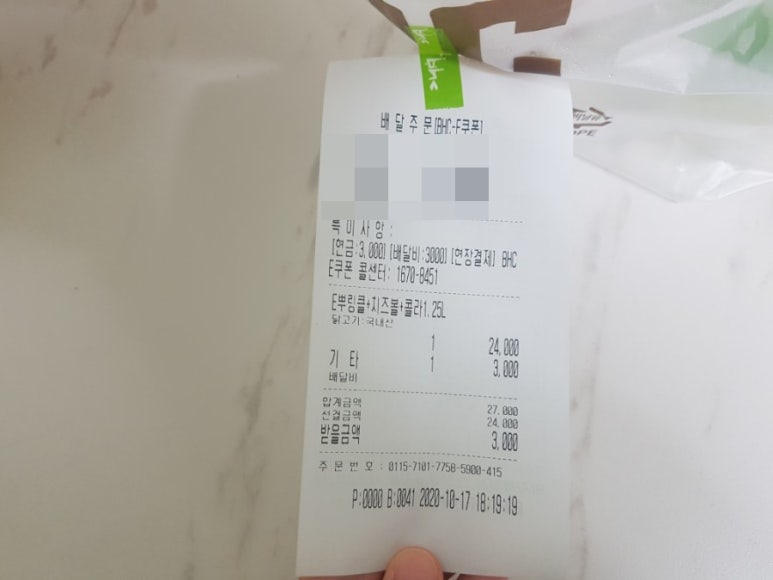 bhc
배 달 주 문[BHC-E쿠폰]
특 이 사 항 :
[현금:3,000] [배달비:3000] [현장결제] BHC
E쿠폰 콜센터: 1670-8451
E뿌링클+치즈볼+콜라1.25L
닭고기:국내산
1 24,000
기 타 1 3,000
배달비
합계금액 27,000
선결금액 24,000
받을금액 3,000
주 문 번 호 : 0115-7101-7758-5900-415
P:0000 B:0041 2020-10-17 18:19:19